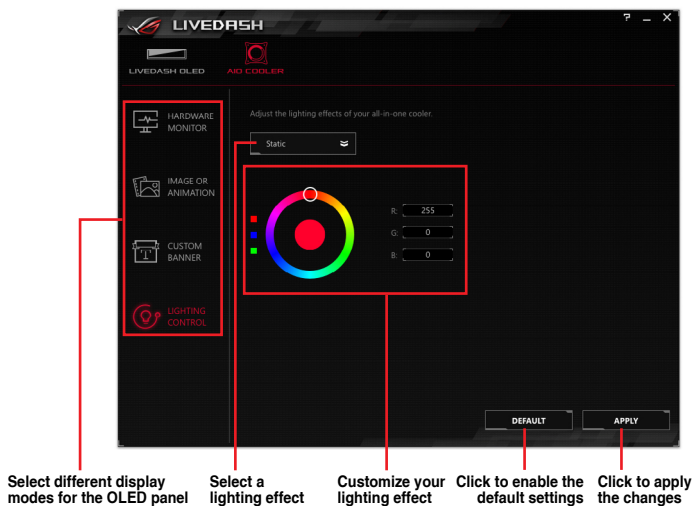 LIVEDASH
? _ X
LIVEDASH OLED
AIO COOLER
HARDWARE
MONITOR
Adjust the lighting effects of your all-in-one cooler.
Static
IMAGE OR
ANIMATION
R: 255
G: 0
B: 0
CUSTOM
BANNER
LIGHTING
CONTROL
DEFAULT
APPLY
Select different display
modes for the OLED panel
Select a
lighting effect
Customize your
lighting effect
Click to enable the
default settings
Click to apply
the changes